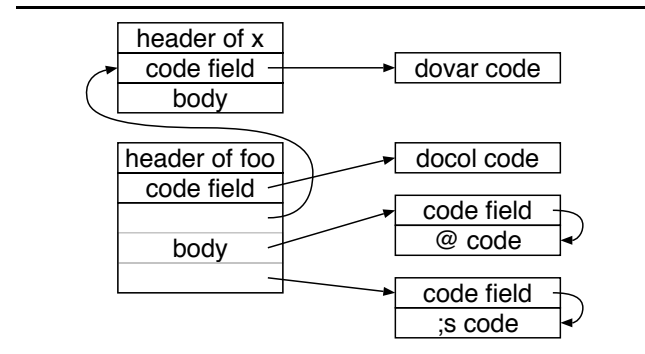 header of x
code field
body
dovar code
header of foo
code field
body
docol code
code field
@ code
code field
;s code